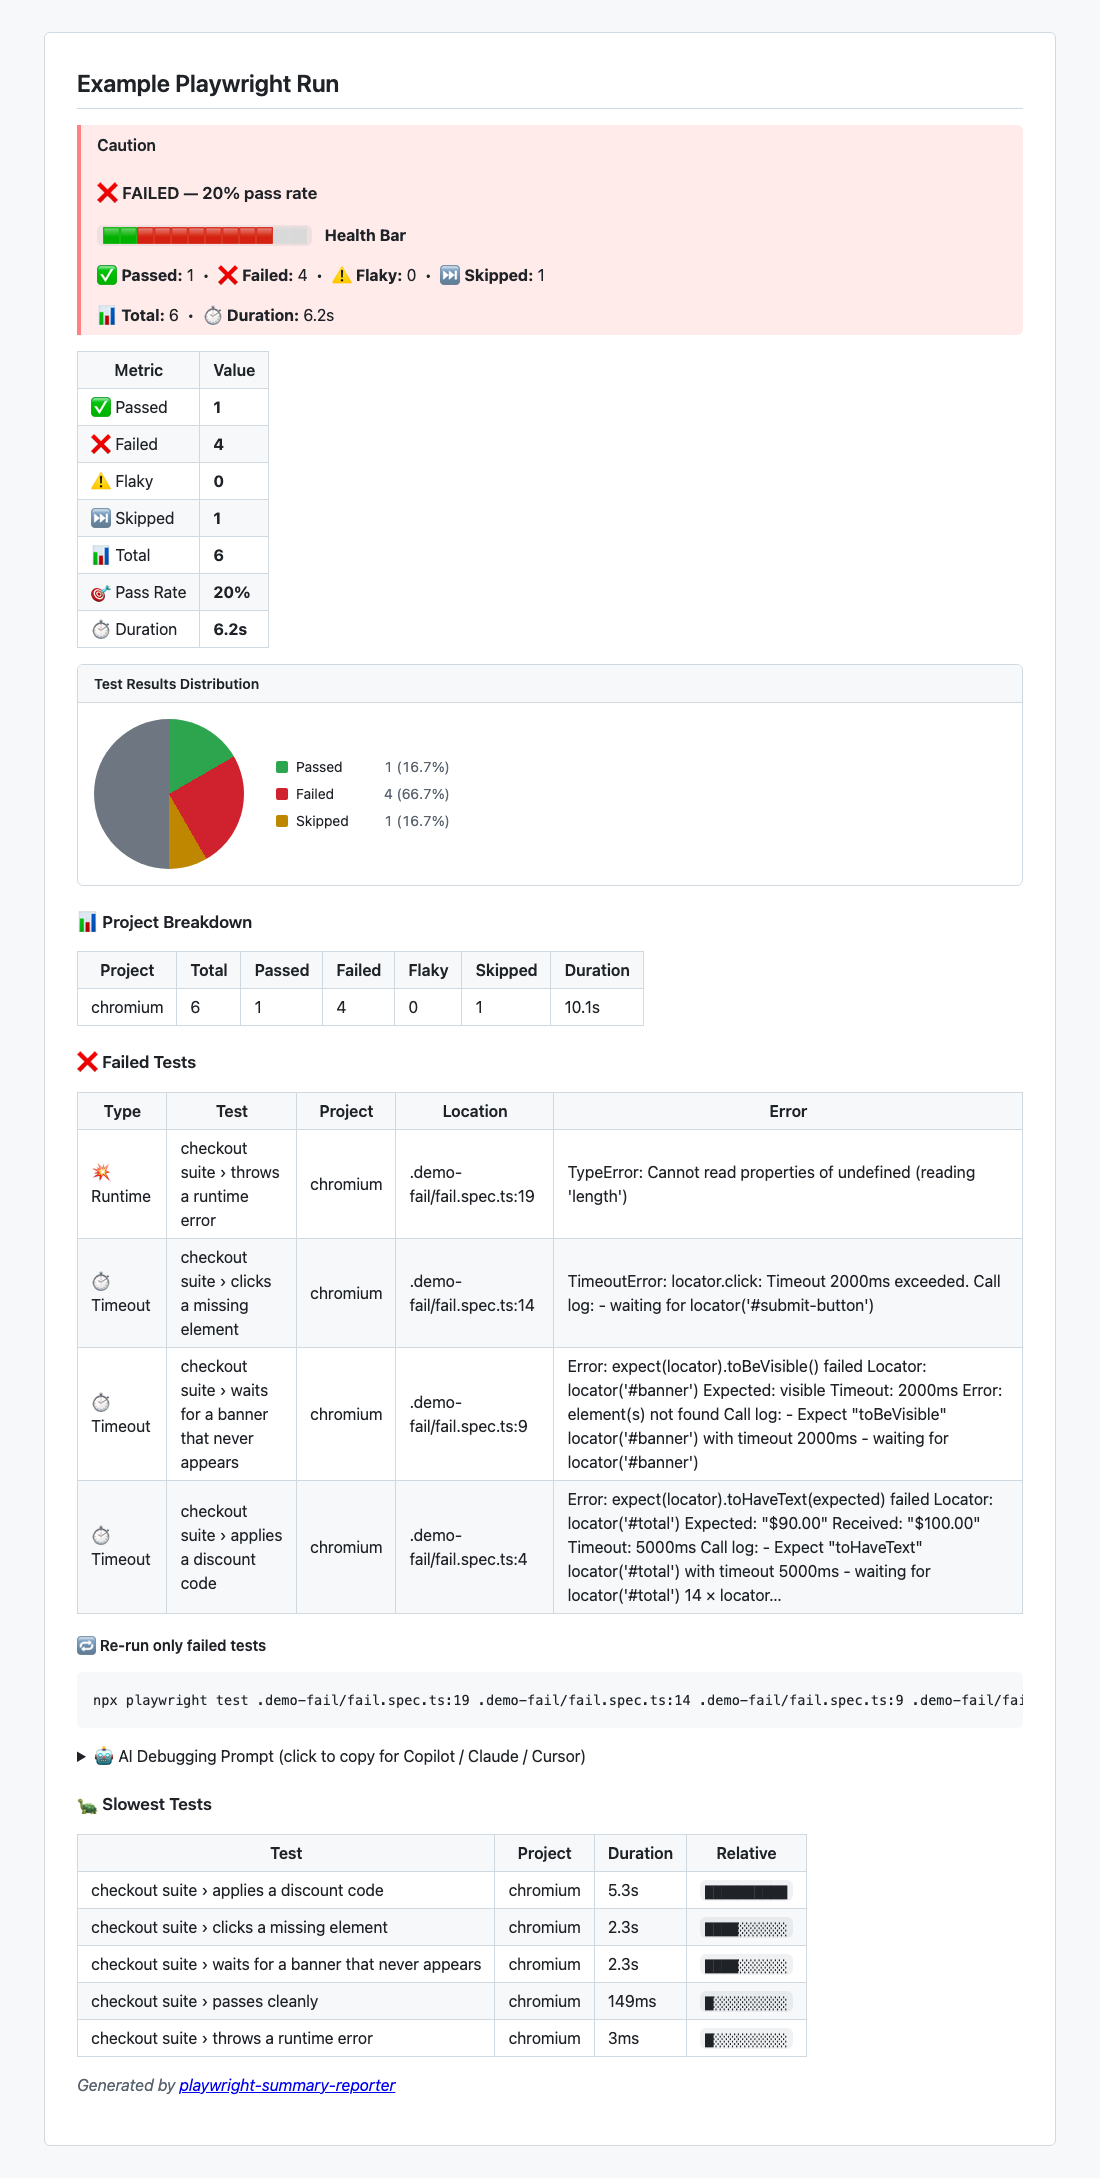 Example Playwright Run
Caution
❌ FAILED — 20% pass rate
Health Bar
✅ Passed: 1 • ❌ Failed: 4 • ⚠️ Flaky: 0 • ⏭️ Skipped: 1
📊 Total: 6 • ⏱️ Duration: 6.2s
Metric Value
✅ Passed 1
❌ Failed 4
⚠️ Flaky 0
⏭️ Skipped 1
📊 Total 6
🎯 Pass Rate 20%
⏱️ Duration 6.2s
Test Results Distribution
Passed 1 (16.7%)
Failed 4 (66.7%)
Skipped 1 (16.7%)
📊 Project Breakdown
Project Total Passed Failed Flaky Skipped Duration
chromium 6 1 4 0 1 10.1s
❌ Failed Tests
Type Test Project Location Error
💥
Runtime
checkout
suite › throws
a runtime
error
chromium
.demo-
fail/fail.spec.ts:19
TypeError: Cannot read properties of undefined (reading
'length')
⏱️
Timeout
checkout
suite › clicks
a missing
element
chromium
.demo-
fail/fail.spec.ts:14
TimeoutError: locator.click: Timeout 2000ms exceeded. Call
log: - waiting for locator('#submit-button')
⏱️
Timeout
checkout
suite › waits
for a banner
that never
appears
chromium
.demo-
fail/fail.spec.ts:9
Error: expect(locator).toBeVisible() failed Locator:
locator('#banner') Expected: visible Timeout: 2000ms Error:
element(s) not found Call log: - Expect "toBeVisible"
locator('#banner') with timeout 2000ms - waiting for
locator('#banner')
⏱️
Timeout
checkout
suite › applies
a discount
code
chromium
.demo-
fail/fail.spec.ts:4
Error: expect(locator).toHaveText(expected) failed Locator:
locator('#total') Expected: "$90.00" Received: "$100.00"
Timeout: 5000ms Call log: - Expect "toHaveText"
locator('#total') with timeout 5000ms - waiting for
locator('#total') 14 × locator…
🔁 Re-run only failed tests
npx playwright test .demo-fail/fail.spec.ts:19 .demo-fail/fail.spec.ts:14 .demo-fail/fail.spec.ts:9 .demo-fail/fai
▶ 🤖 AI Debugging Prompt (click to copy for Copilot / Claude / Cursor)
🐢 Slowest Tests
Test Project Duration Relative
checkout suite › applies a discount code chromium 5.3s ██████████
checkout suite › clicks a missing element chromium 2.3s ████░░░░░░
checkout suite › waits for a banner that never appears chromium 2.3s ████░░░░░░
checkout suite › passes cleanly chromium 149ms █░░░░░░░░░
checkout suite › throws a runtime error chromium 3ms █░░░░░░░░░
Generated by playwright-summary-reporter